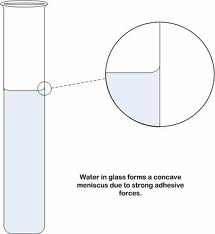 Water in glass forms a concave
meniscus due to strong adhesive
forces.